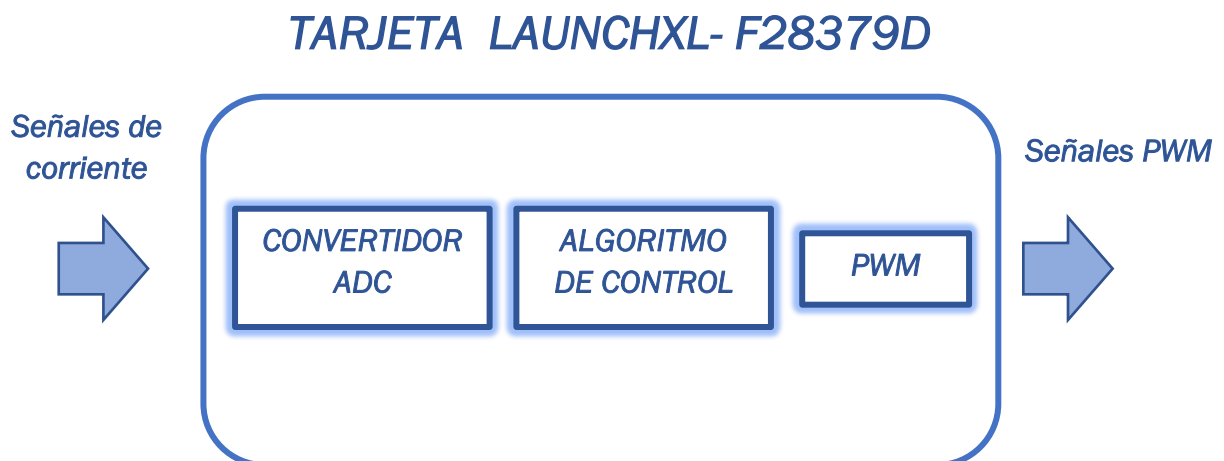 TARJETA LAUNCHXL- F28379D
Señales de
corriente
CONVERTIDOR
ADC
ALGORITMO
DE CONTROL
PWM
Señales PWM